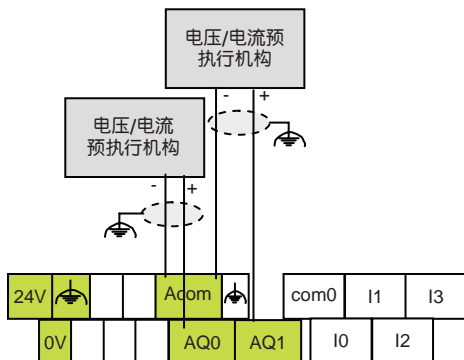 电压/电流预
执行机构
- +
电压/电流
预执行机构
- +
24V Acom com0 I1 I3
0V AQ0 AQ1 I0 I2